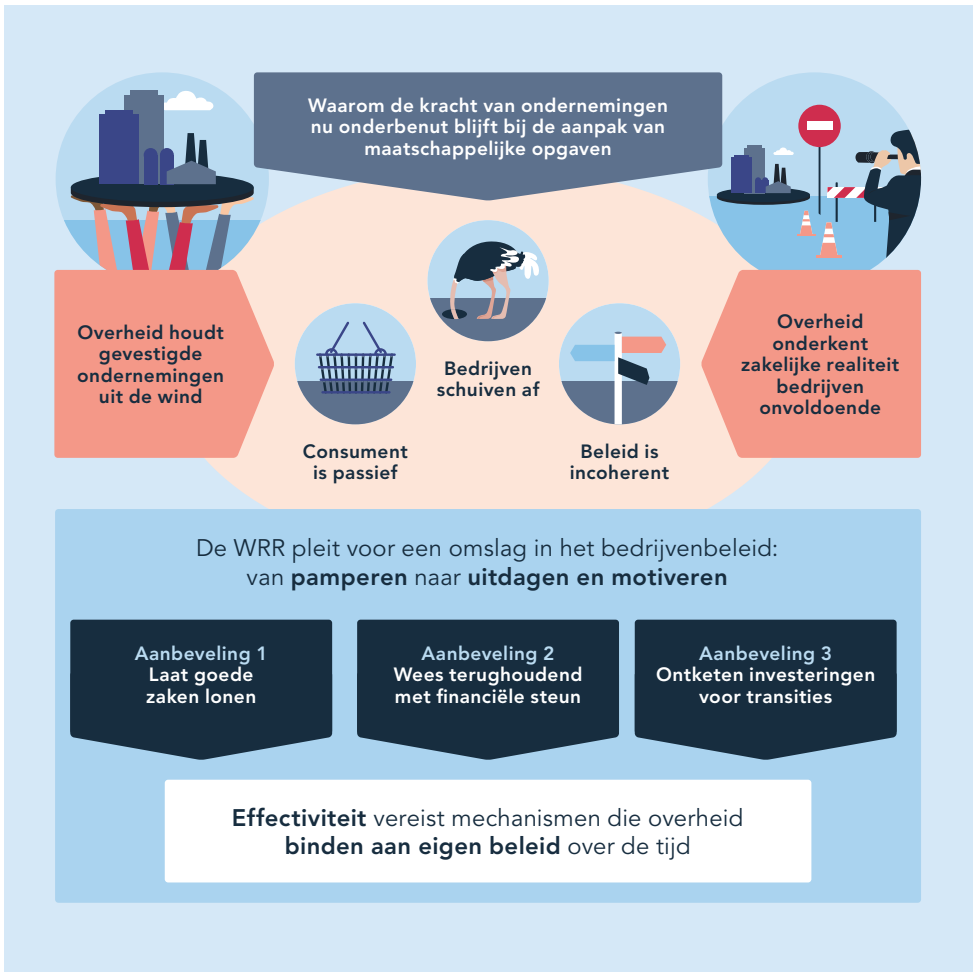 Waarom de kracht van ondernemingen
nu onderbenut blijft bij de aanpak van
maatschappelijke opgaven
Overheid houdt
gevestigde
ondernemingen
uit de wind
Consument
is passief
Bedrijven
schuiven af
Beleid is
incoherent
Overheid
onderkent
zakelijke realiteit
bedrijven
onvoldoende
De WRR pleit voor een omslag in het bedrijvenbeleid:
van pamperen naar uitdagen en motiveren
Aanbeveling 1
Laat goede
zaken lonen
Aanbeveling 2
Wees terughoudend
met financiële steun
Aanbeveling 3
Ontketen investeringen
voor transities
Effectiviteit vereist mechanismen die overheid
binden aan eigen beleid over de tijd